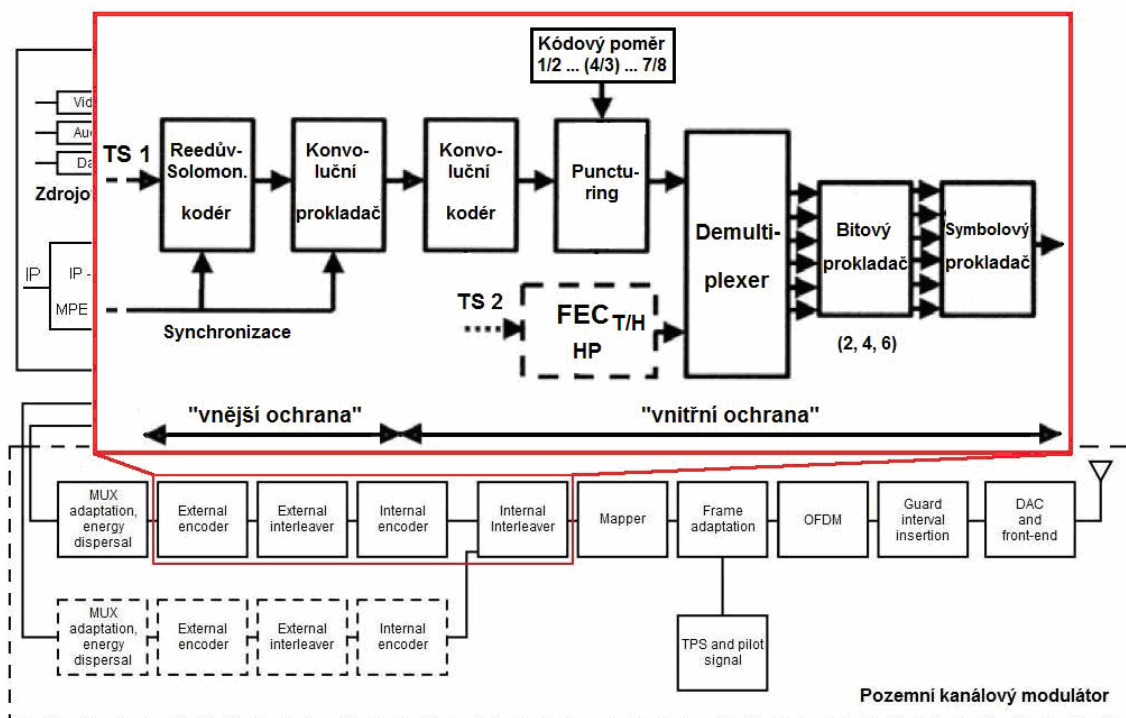 Kódový poměr
1/2 ... (4/3) ... 7/8
Vid
Aud
Da
Zdrojo
TS 1
Reedův-
Solomon.
kodér
Konvo-
luční
prokladač
Konvo-
luční
kodér
Punctu-
ring
Demulti-
plexer
Bitový
prokladač
Symbolový
prokladač
(2, 4, 6)
IP
IP -
MPE
Synchronizace
TS 2
FEC T/H
HP
"vnější ochrana"
"vnitřní ochrana"
MUX
adaptation,
energy
dispersal
External
encoder
External
interleaver
Internal
encoder
Internal
Interleaver
Mapper
Frame
adaptation
OFDM
Guard
interval
insertion
DAC
and
front-end
MUX
adaptation,
energy
dispersal
External
encoder
External
interleaver
Internal
encoder
TPS and pilot
signal
Pozemní kanálový modulátor